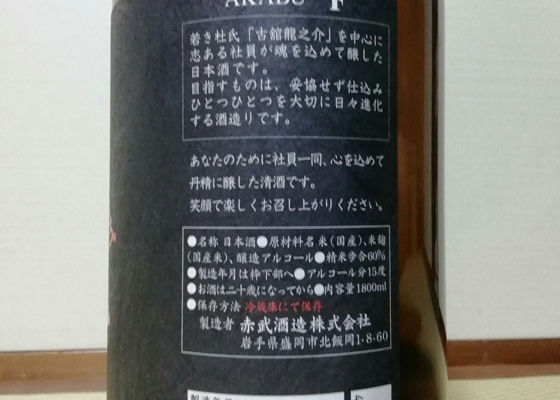 AKABU F
若き杜氏「古舘龍之介」を中心に
志ある社員が魂を込めて醸した
日本酒です。
目指すものは、妥協せず仕込み
ひとつひとつを大切に日々進化
する酒造りです。
あなたのために社員一同、心を込めて
丹精に醸した清酒です。
笑顔で楽しくお召し上がりください。
●名称 日本酒●原材料名 米(国産)、米麹
(国産米)、醸造アルコール●精米歩合60%
●製造年月は枠下部へ●アルコール分15度
●お酒は二十歳になってから●内容量1800ml
●保存方法 冷蔵庫にて保存
製造者 赤武酒造株式会社
岩手県盛岡市北飯岡1-8-60